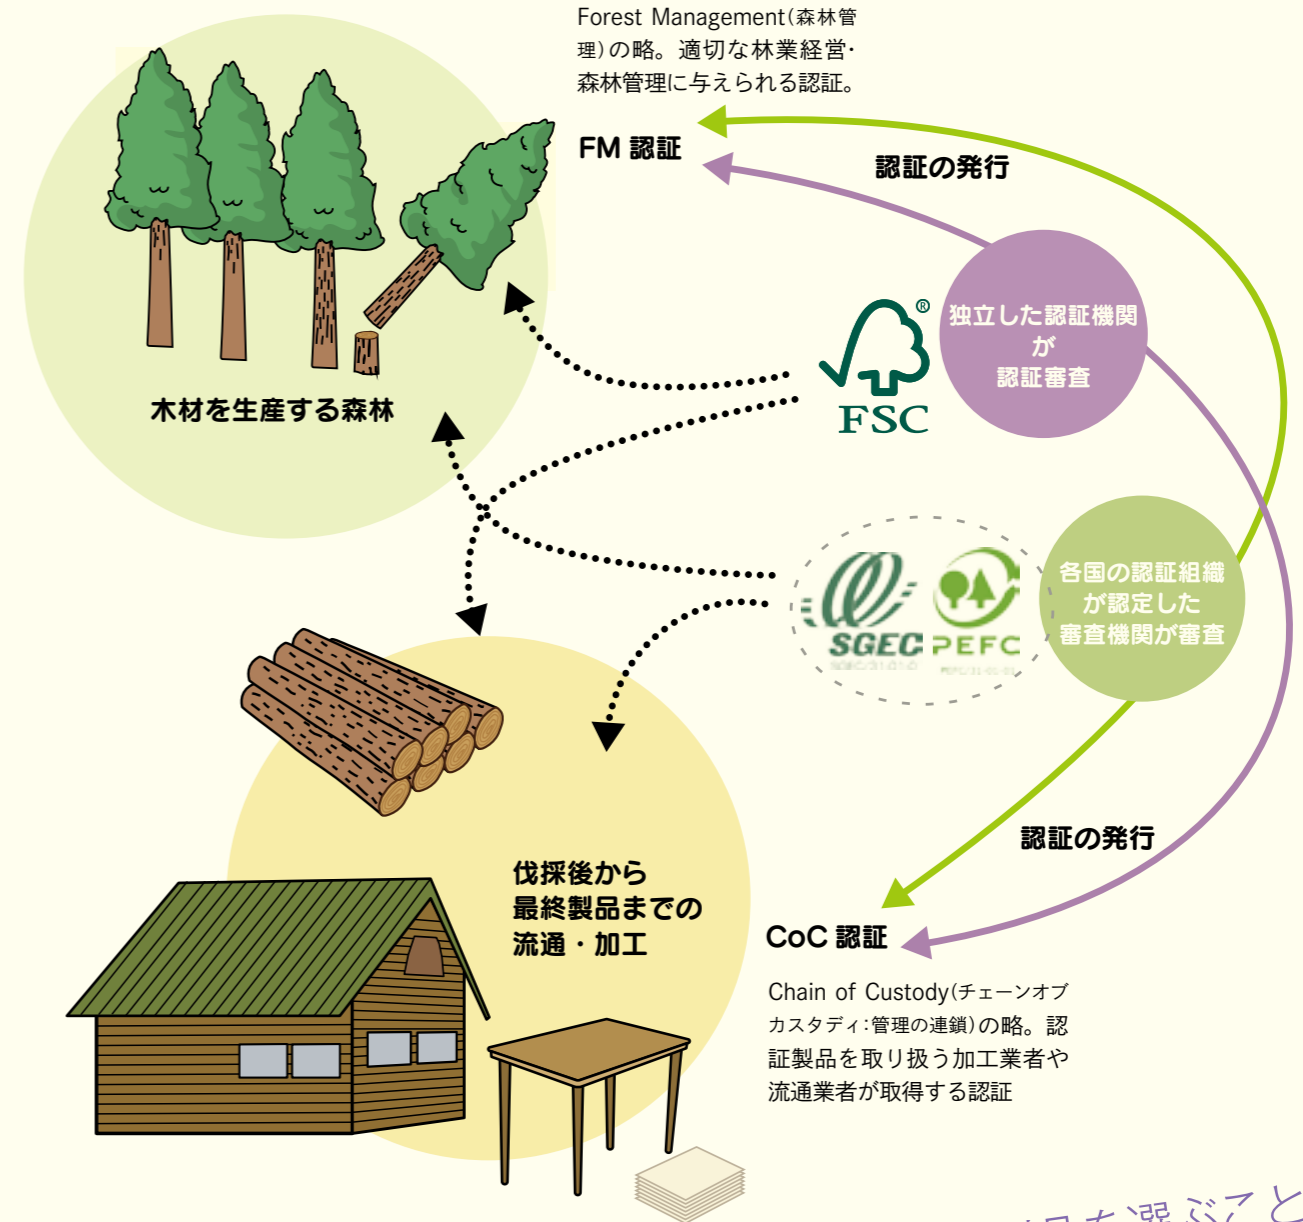 Forest Management(森林管
理)の略。適切な林業経営・
森林管理に与えられる認証。
FM 認証
認証の発行
独立した認証機関
が
認証審査
FSC
®
木材を生産する森林
各国の認証組織
が認定した
審査機関が審査
SGEC
PEFC
伐採後から
最終製品までの
流通・加工
認証の発行
CoC 認証
Chain of Custody(チェーンオブ
カスタディ:管理の連鎖)の略。認
証製品を取り扱う加工業者や
流通業者が取得する認証
を選ぶこと